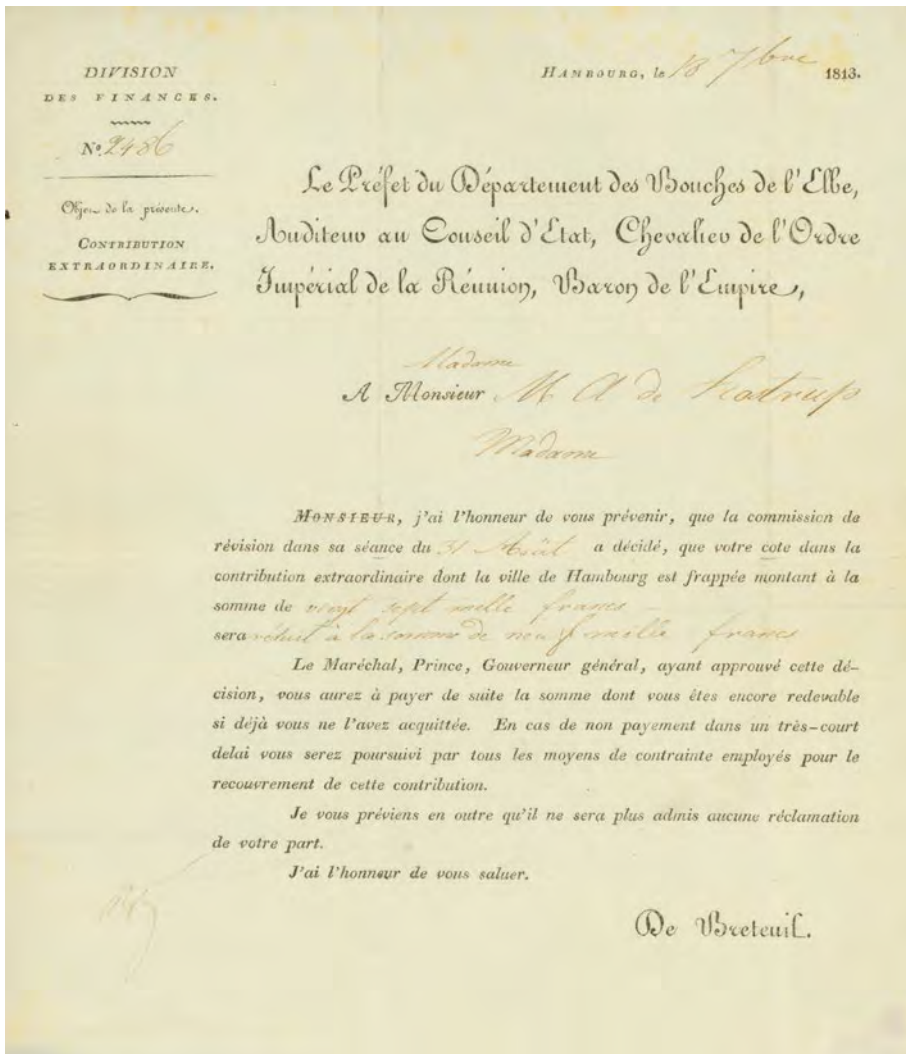 DIVISION
DES FINANCES.
Nº. 2486
Objet de la présente.
CONTRIBUTION
EXTRAORDINAIRE.
HAMBOURG, le 18 7bre 1813.
Le Préfet du Département des Bouches de l'Elbe,
Auditeur au Conseil d'Etat, Chevalier de l'Ordre
Impérial de la Réunion, Baron de l'Empire,
Madame
A Monsieur M A de
Madame
MONSIEUR, j'ai l'honneur de vous prévenir, que la commission de
révision dans sa séance du 31 Août a décidé, que votre cote dans la
contribution extraordinaire dont la ville de Hambourg est frappée montant à la
somme de vingt sept mille francs
sera réduit à la somme de neuf mille francs
Le Maréchal, Prince, Gouverneur général, ayant approuvé cette dé-
cision, vous aurez à payer de suite la somme dont vous êtes encore redevable
si déjà vous ne l'avez acquittée. En cas de non payement dans un très-court
delai vous serez poursuivi par tous les moyens de contrainte employés pour le
recouvrement de cette contribution.
Je vous préviens en outre qu'il ne sera plus admis aucune réclamation
de votre part.
J'ai l'honneur de vous saluer.
De Breteuil.